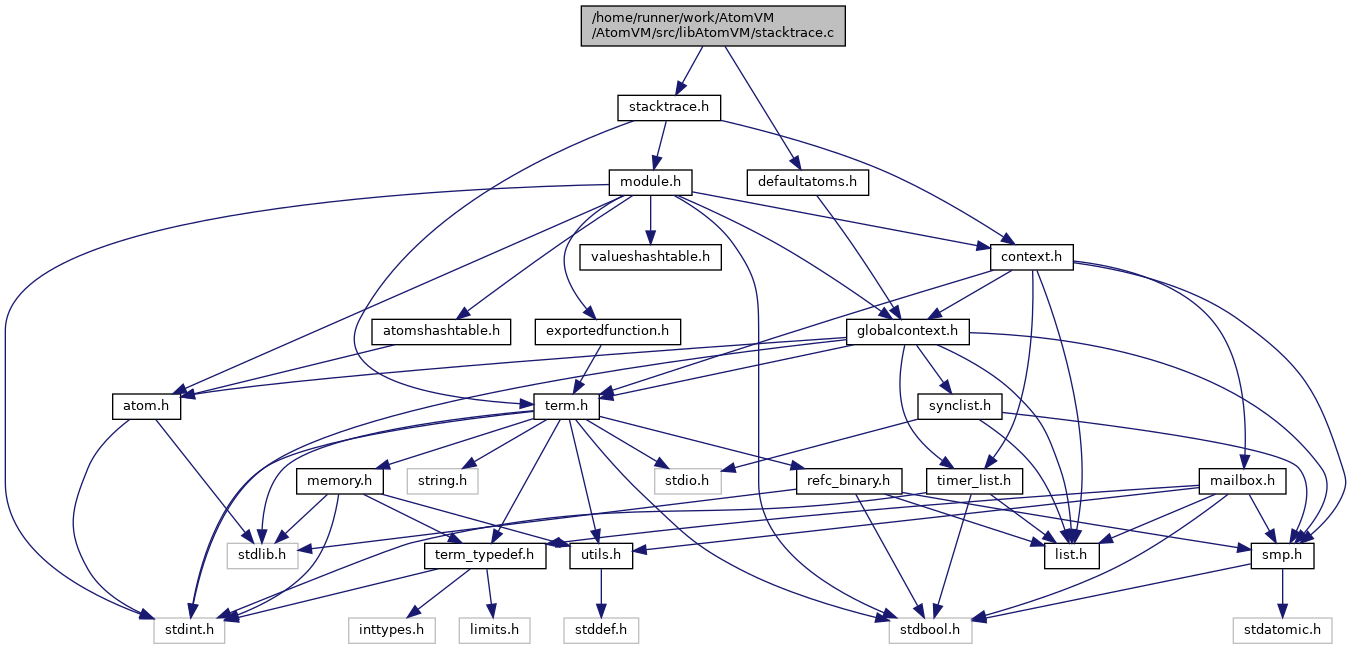 /home/runner/work/AtomVM
/AtomVM/src/libAtomVM/stacktrace.c
stacktrace.h
module.h
defaultatoms.h
valueshashtable.h
context.h
atomshashtable.h
exportedfunction.h
globalcontext.h
atom.h
term.h
synclist.h
memory.h
string.h
stdio.h
refc_binary.h
timer_list.h
mailbox.h
stdlib.h
term_typedef.h
utils.h
list.h
smp.h
stdint.h
inttypes.h
limits.h
stddef.h
stdbool.h
stdatomic.h